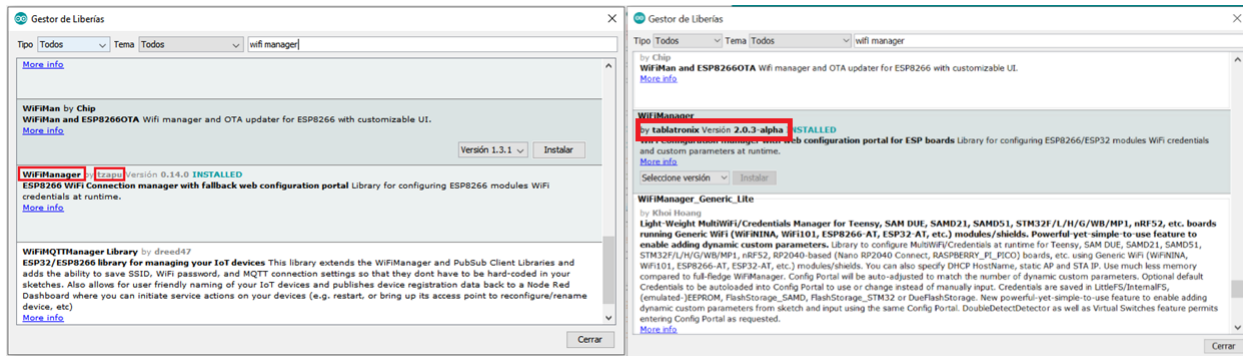 Gestor de Liberías
Tipo Todos Tema Todos wifi manager
More info
WiFiMan by Chip
WiFiMan and ESP8266OTA Wifi manager and OTA updater for ESP8266 with customizable UI.
More info
Versión 1.3.1 Instalar
WiFiManager by tzapu Versión 0.14.0 INSTALLED
ESP8266 WiFi Connection manager with fallback web configuration portal Library for configuring ESP8266 modules WiFi
credentials at runtime.
More info
WiFiMQTTManager Library by dreed47
ESP32/ESP8266 library for managing your IoT devices This library extends the WiFiManager and PubSub Client Libraries and
adds the ability to save SSID, WiFi password, and MQTT connection settings so that they dont have to be hard-coded in your
sketches. Also allows for user friendly naming of your IoT devices and publishes device registration data back to a Node Red
Dashboard where you can initiate service actions on your devices (e.g. restart, or bring up its access point to reconfigure/rename
device, etc)
More info
Cerrar
Gestor de Liberías
Tipo Todos Tema Todos wifi manager
by Chip
WiFiMan and ESP8266OTA Wifi manager and OTA updater for ESP8266 with customizable UI.
More info
WiFiManager
by tablatronix Versión 2.0.3-alpha INSTALLED
WiFi Configuration manager with web configuration portal for ESP boards Library for configuring ESP8266/ESP32 modules WiFi credentials
and custom parameters at runtime.
More info
Seleccione versión Instalar
WiFiManager_Generic_Lite
by Khoi Hoang
Light-Weight MultiWiFi/Credentials Manager for Teensy, SAM DUE, SAMD21, SAMD51, STM32F/L/H/G/WB/MP1, nRF52, etc. boards
running Generic WiFi (WiFiNINA, WiFi101, ESP8266-AT, ESP32-AT, etc.) modules/shields. Powerful-yet-simple-to-use feature to
enable adding dynamic custom parameters. Library to configure MultiWiFi/Credentials at runtime for Teensy, SAM DUE, SAMD21, SAMD51,
STM32F/L/H/G/WB/MP1, nRF52, RP2040-based (Nano RP2040 Connect, RASPBERRY_PI_PICO) boards, etc. using Generic WiFi (WiFiNINA,
WiFi101, ESP8266-AT, ESP32-AT, etc.) modules/shields. You can also specify DHCP HostName, static AP and STA IP. Use much less memory
compared to full-fledge WiFiManager. Config Portal will be auto-adjusted to match the number of dynamic custom parameters. Optional default
Credentials to be autoloaded into Config Portal to use or change instead of manually input. Credentials are saved in LittleFS/InternalFS,
(emulated-)EEPROM, FlashStorage_SAMD, FlashStorage_STM32 or DueFlashStorage. New powerful-yet-simple-to-use feature to enable adding
dynamic custom parameters from sketch and input using the same Config Portal. DoubleDetectDetector as well as Virtual Switches feature permits
entering Config Portal as requested.
More info
Cerrar